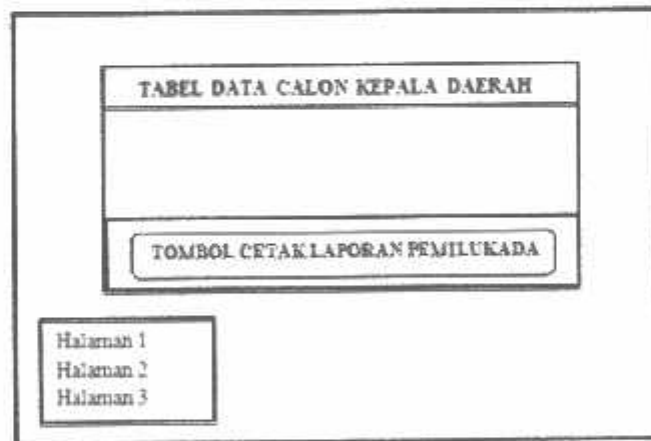 TABEL DATA CALON KEPALA DAERAH
TOMBOL CETAK LAPORAN PEMILUKADA
Halaman 1
Halaman 2
Halaman 3